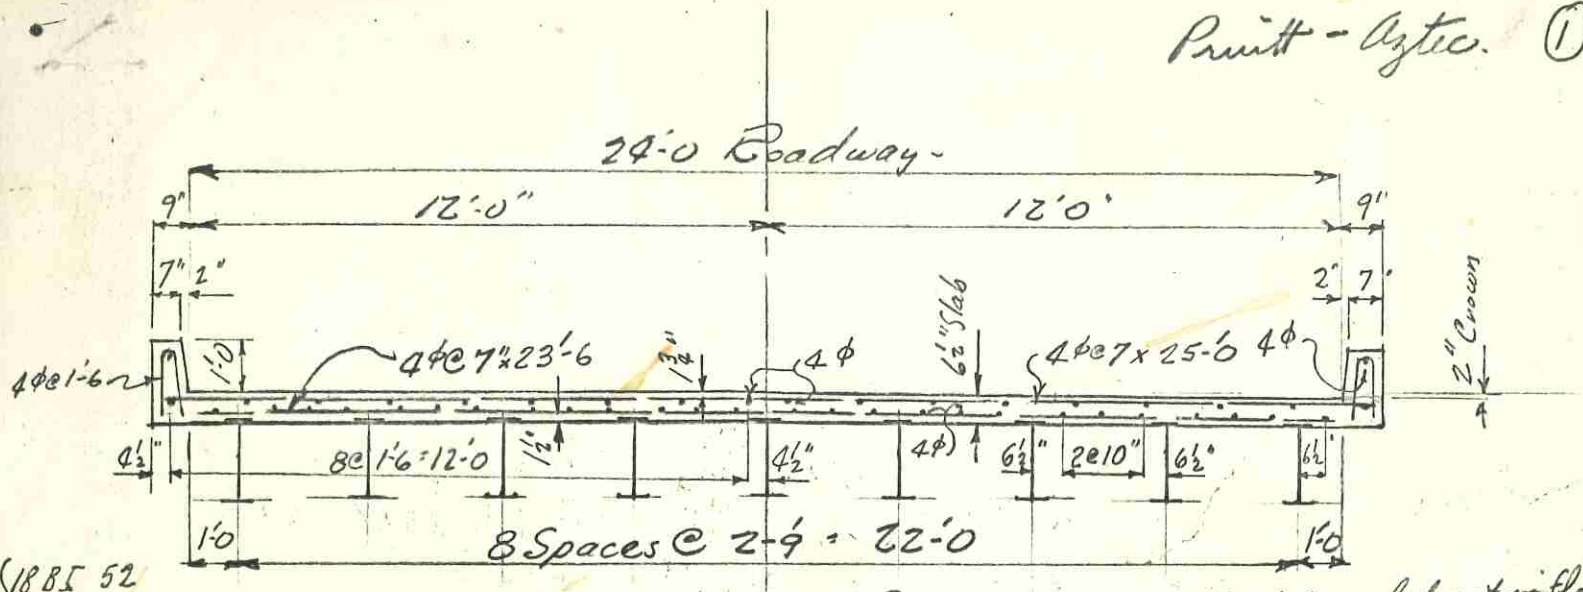 Pruitt - Aztec. 1
24'-0 Roadway-
9" 12'-0" 12'0" 9"
7" 2" 2" 7"
6½" Slab
2" Crown
4ϕ@1'-6
1'-0
4ϕ@7"x23'-6
1¾"
4ϕ
4ϕ@7x25'-0
4ϕ
4½"
8@1'-6=12'-0
1½"
4½"
4ϕ
6½"
2@10"
6½"
6½"
1'-0
8 Spaces @ 2-9 = 22'-0
1'-0
52